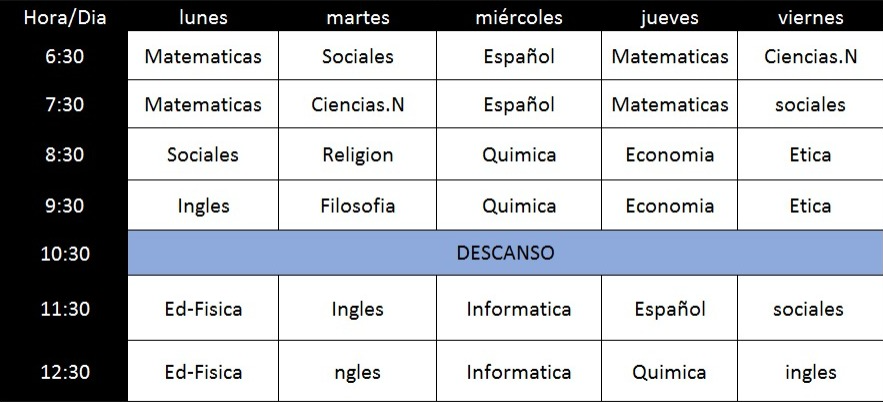 Hora/Dia lunes martes miércoles jueves viernes
6:30 Matematicas Sociales Español Matematicas Ciencias.N
7:30 Matematicas Ciencias.N Español Matematicas sociales
8:30 Sociales Religion Quimica Economia Etica
9:30 Ingles Filosofia Quimica Economia Etica
10:30 DESCANSO
11:30 Ed-Fisica Ingles Informatica Español sociales
12:30 Ed-Fisica ngles Informatica Quimica ingles